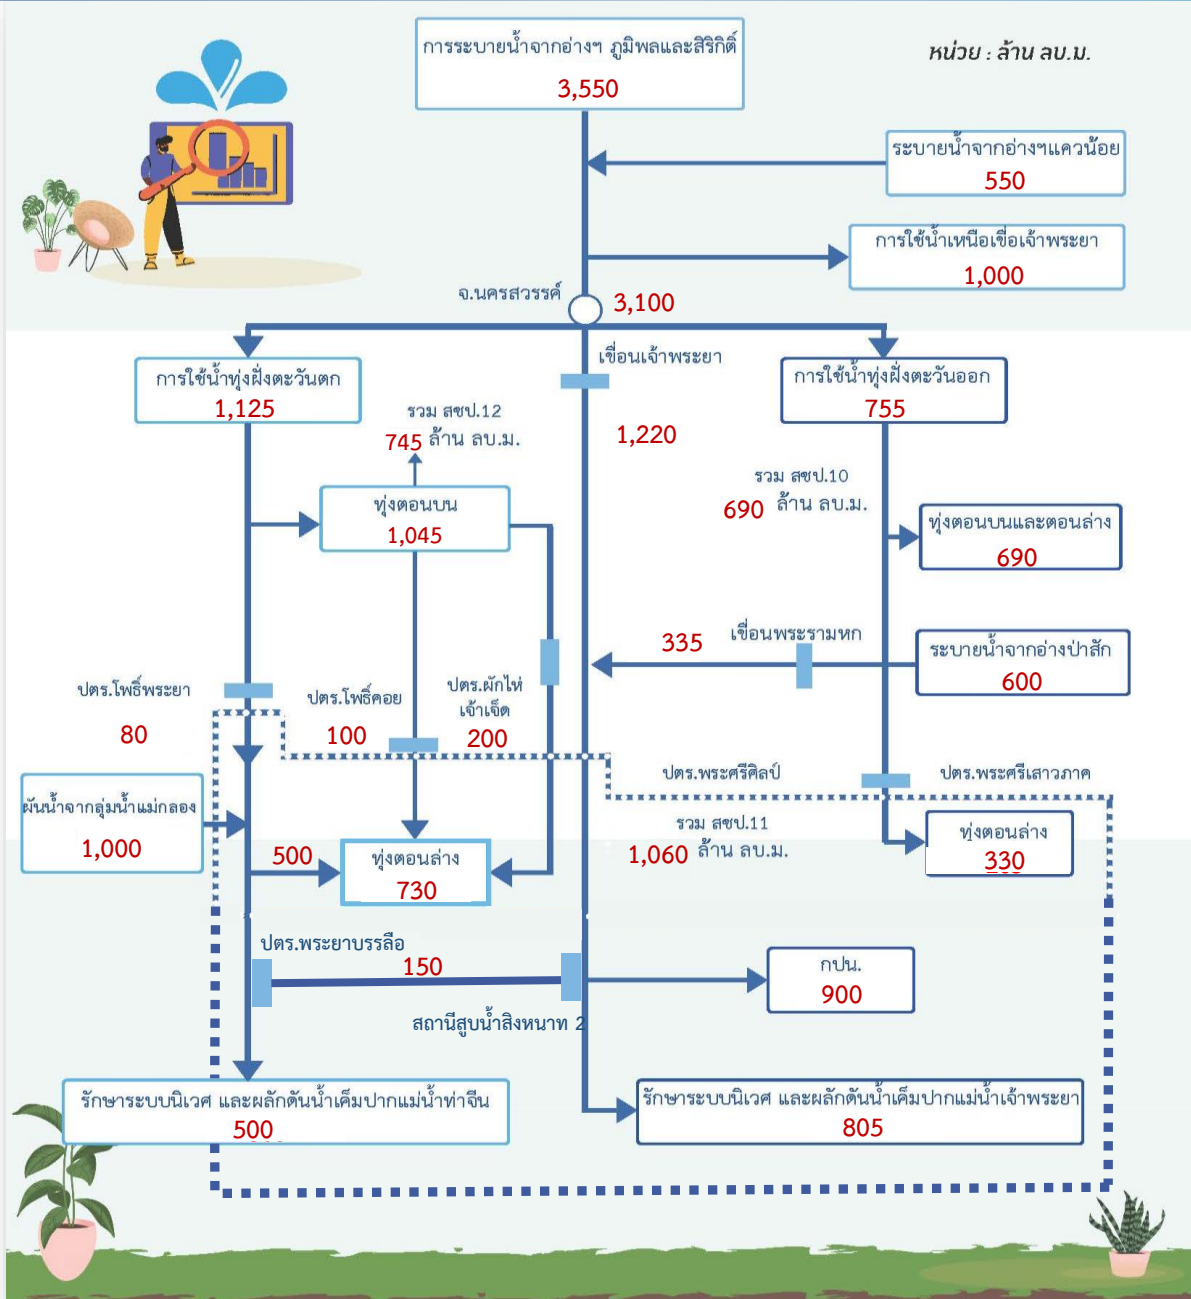 การระบายน้ำจากอ่างฯ ภูมิพลและสิริกิติ์
3,550
หน่วย : ล้าน ลบ.ม.
ระบายน้ำจากอ่างฯแควน้อย
550
การใช้น้ำเหนือเขื่อเจ้าพระยา
1,000
จ.นครสวรรค์
3,100
เขื่อนเจ้าพระยา
การใช้น้ำทุ่งฝั่งตะวันตก
1,125
การใช้น้ำทุ่งฝั่งตะวันออก
755
รวม สชป.12
745 ล้าน ลบ.ม.
1,220
รวม สชป.10
690 ล้าน ลบ.ม.
ทุ่งตอนบน
1,045
ทุ่งตอนบนและตอนล่าง
690
335
เขื่อนพระรามหก
ระบายน้ำจากอ่างป่าสัก
600
ปตร.โพธิ์พระยา
80
ปตร.โพธิ์คอย
100
ปตร.ผักไห่
เจ้าเจ็ด
200
ปตร.พระศรีศิลป์
ปตร.พระศรีเสาวภาค
ผันน้ำจากลุ่มน้ำแม่กลอง
1,000
รวม สชป.11
1,060 ล้าน ลบ.ม.
ทุ่งตอนล่าง
330
500
ทุ่งตอนล่าง
730
ปตร.พระยาบรรลือ
150
สถานีสูบน้ำสิงหนาท 2
กปน.
900
รักษาระบบนิเวศ และผลักดันน้ำเค็มปากแม่น้ำท่าจีน
500
รักษาระบบนิเวศ และผลักดันน้ำเค็มปากแม่น้ำเจ้าพระยา
805